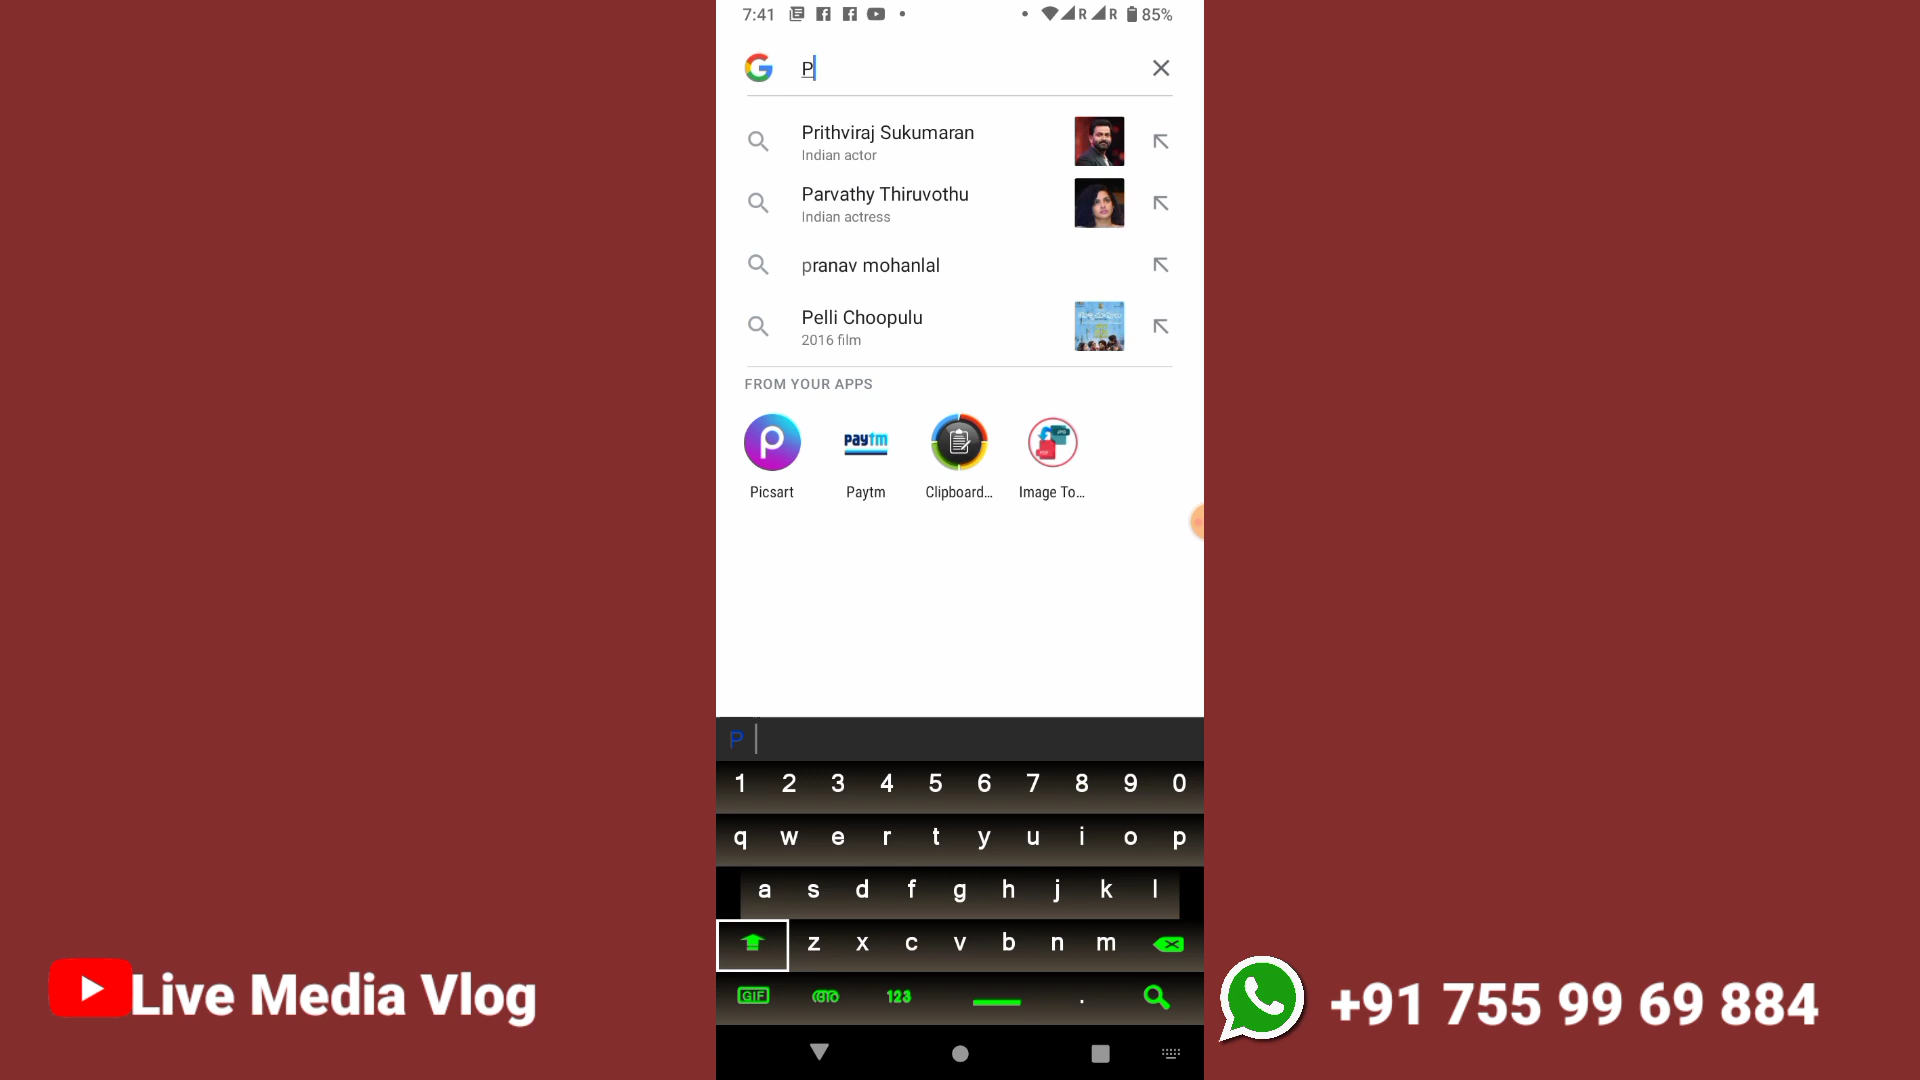 7:41 R R 85%
P
Prithviraj Sukumaran
Indian actor
Parvathy Thiruvothu
Indian actress
pranav mohanlal
Pelli Choopulu
2016 film
FROM YOUR APPS
paytm
Picsart Paytm Clipboard... Image To...
P
1 2 3 4 5 6 7 8 9 0
q w e r t y u i o p
a s d f g h j k l
z x c v b n m
GIF അ 123 .
Live Media Vlog
+91 755 99 69 884